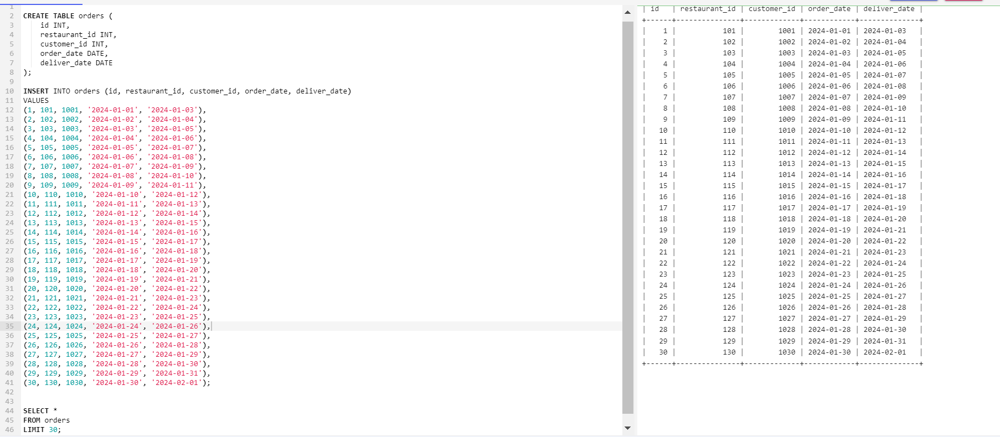 1
2 CREATE TABLE orders (
3     id INT,
4     restaurant_id INT,
5     customer_id INT,
6     order_date DATE,
7     deliver_date DATE
8 );
9
10 INSERT INTO orders (id, restaurant_id, customer_id, order_date, deliver_date)
11 VALUES
12 (1, 101, 1001, '2024-01-01', '2024-01-03'),
13 (2, 102, 1002, '2024-01-02', '2024-01-04'),
14 (3, 103, 1003, '2024-01-03', '2024-01-05'),
15 (4, 104, 1004, '2024-01-04', '2024-01-06'),
16 (5, 105, 1005, '2024-01-05', '2024-01-07'),
17 (6, 106, 1006, '2024-01-06', '2024-01-08'),
18 (7, 107, 1007, '2024-01-07', '2024-01-09'),
19 (8, 108, 1008, '2024-01-08', '2024-01-10'),
20 (9, 109, 1009, '2024-01-09', '2024-01-11'),
21 (10, 110, 1010, '2024-01-10', '2024-01-12'),
22 (11, 111, 1011, '2024-01-11', '2024-01-13'),
23 (12, 112, 1012, '2024-01-12', '2024-01-14'),
24 (13, 113, 1013, '2024-01-13', '2024-01-15'),
25 (14, 114, 1014, '2024-01-14', '2024-01-16'),
26 (15, 115, 1015, '2024-01-15', '2024-01-17'),
27 (16, 116, 1016, '2024-01-16', '2024-01-18'),
28 (17, 117, 1017, '2024-01-17', '2024-01-19'),
29 (18, 118, 1018, '2024-01-18', '2024-01-20'),
30 (19, 119, 1019, '2024-01-19', '2024-01-21'),
31 (20, 120, 1020, '2024-01-20', '2024-01-22'),
32 (21, 121, 1021, '2024-01-21', '2024-01-23'),
33 (22, 122, 1022, '2024-01-22', '2024-01-24'),
34 (23, 123, 1023, '2024-01-23', '2024-01-25'),
35 (24, 124, 1024, '2024-01-24', '2024-01-26'),
36 (25, 125, 1025, '2024-01-25', '2024-01-27'),
37 (26, 126, 1026, '2024-01-26', '2024-01-28'),
38 (27, 127, 1027, '2024-01-27', '2024-01-29'),
39 (28, 128, 1028, '2024-01-28', '2024-01-30'),
40 (29, 129, 1029, '2024-01-29', '2024-01-31'),
41 (30, 130, 1030, '2024-01-30', '2024-02-01');
42
43
44 SELECT *
45 FROM orders
46 LIMIT 30;
| id   | restaurant_id | customer_id | order_date | deliver_date |
+------+---------------+-------------+------------+--------------+
|    1 |           101 |        1001 | 2024-01-01 | 2024-01-03   |
|    2 |           102 |        1002 | 2024-01-02 | 2024-01-04   |
|    3 |           103 |        1003 | 2024-01-03 | 2024-01-05   |
|    4 |           104 |        1004 | 2024-01-04 | 2024-01-06   |
|    5 |           105 |        1005 | 2024-01-05 | 2024-01-07   |
|    6 |           106 |        1006 | 2024-01-06 | 2024-01-08   |
|    7 |           107 |        1007 | 2024-01-07 | 2024-01-09   |
|    8 |           108 |        1008 | 2024-01-08 | 2024-01-10   |
|    9 |           109 |        1009 | 2024-01-09 | 2024-01-11   |
|   10 |           110 |        1010 | 2024-01-10 | 2024-01-12   |
|   11 |           111 |        1011 | 2024-01-11 | 2024-01-13   |
|   12 |           112 |        1012 | 2024-01-12 | 2024-01-14   |
|   13 |           113 |        1013 | 2024-01-13 | 2024-01-15   |
|   14 |           114 |        1014 | 2024-01-14 | 2024-01-16   |
|   15 |           115 |        1015 | 2024-01-15 | 2024-01-17   |
|   16 |           116 |        1016 | 2024-01-16 | 2024-01-18   |
|   17 |           117 |        1017 | 2024-01-17 | 2024-01-19   |
|   18 |           118 |        1018 | 2024-01-18 | 2024-01-20   |
|   19 |           119 |        1019 | 2024-01-19 | 2024-01-21   |
|   20 |           120 |        1020 | 2024-01-20 | 2024-01-22   |
|   21 |           121 |        1021 | 2024-01-21 | 2024-01-23   |
|   22 |           122 |        1022 | 2024-01-22 | 2024-01-24   |
|   23 |           123 |        1023 | 2024-01-23 | 2024-01-25   |
|   24 |           124 |        1024 | 2024-01-24 | 2024-01-26   |
|   25 |           125 |        1025 | 2024-01-25 | 2024-01-27   |
|   26 |           126 |        1026 | 2024-01-26 | 2024-01-28   |
|   27 |           127 |        1027 | 2024-01-27 | 2024-01-29   |
|   28 |           128 |        1028 | 2024-01-28 | 2024-01-30   |
|   29 |           129 |        1029 | 2024-01-29 | 2024-01-31   |
|   30 |           130 |        1030 | 2024-01-30 | 2024-02-01   |
+------+---------------+-------------+------------+--------------+